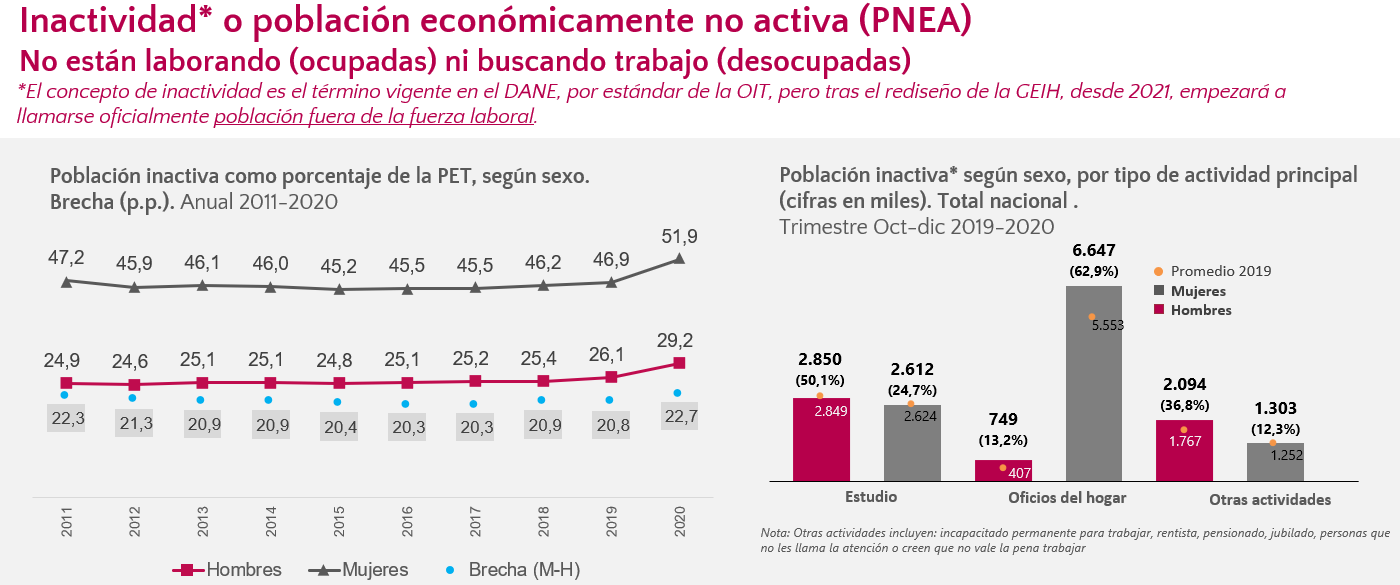 Inactividad* o población económicamente no activa (PNEA)
No están laborando (ocupadas) ni buscando trabajo (desocupadas)
*El concepto de inactividad es el término vigente en el DANE, por estándar de la OIT, pero tras el rediseño de la GEIH, desde 2021, empezará a
llamarse oficialmente población fuera de la fuerza laboral.
Población inactiva como porcentaje de la PET, según sexo.
Brecha (p.p.). Anual 2011-2020
47,2 45,9 46,1 46,0 45,2 45,5 45,5 46,2 46,9 51,9
24,9 24,6 25,1 25,1 24,8 25,1 25,2 25,4 26,1 29,2
22,3 21,3 20,9 20,9 20,4 20,3 20,3 20,9 20,8 22,7
2011 2012 2013 2014 2015 2016 2017 2018 2019 2020
Hombres Mujeres Brecha (M-H)
Población inactiva* según sexo, por tipo de actividad principal
(cifras en miles). Total nacional .
Trimestre Oct-dic 2019-2020
Promedio 2019
Mujeres
Hombres
2.850
(50,1%)
2.849
2.612
(24,7%)
2.624
749
(13,2%)
407
6.647
(62,9%)
5.553
2.094
(36,8%)
1.767
1.303
(12,3%)
1.252
Estudio Oficios del hogar Otras actividades
Nota: Otras actividades incluyen: incapacitado permanente para trabajar, rentista, pensionado, jubilado, personas que
no les llama la atención o creen que no vale la pena trabajar